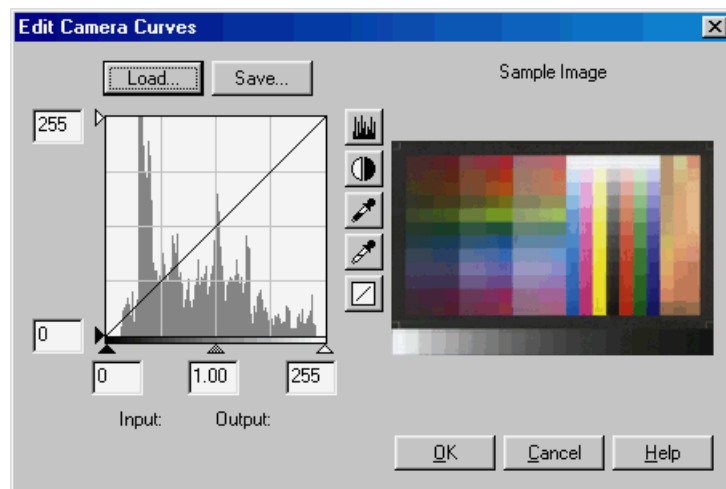 Edit Camera Curves
Load... Save...
Sample Image
255
0
0 1.00 255
Input: Output:
OK Cancel Help